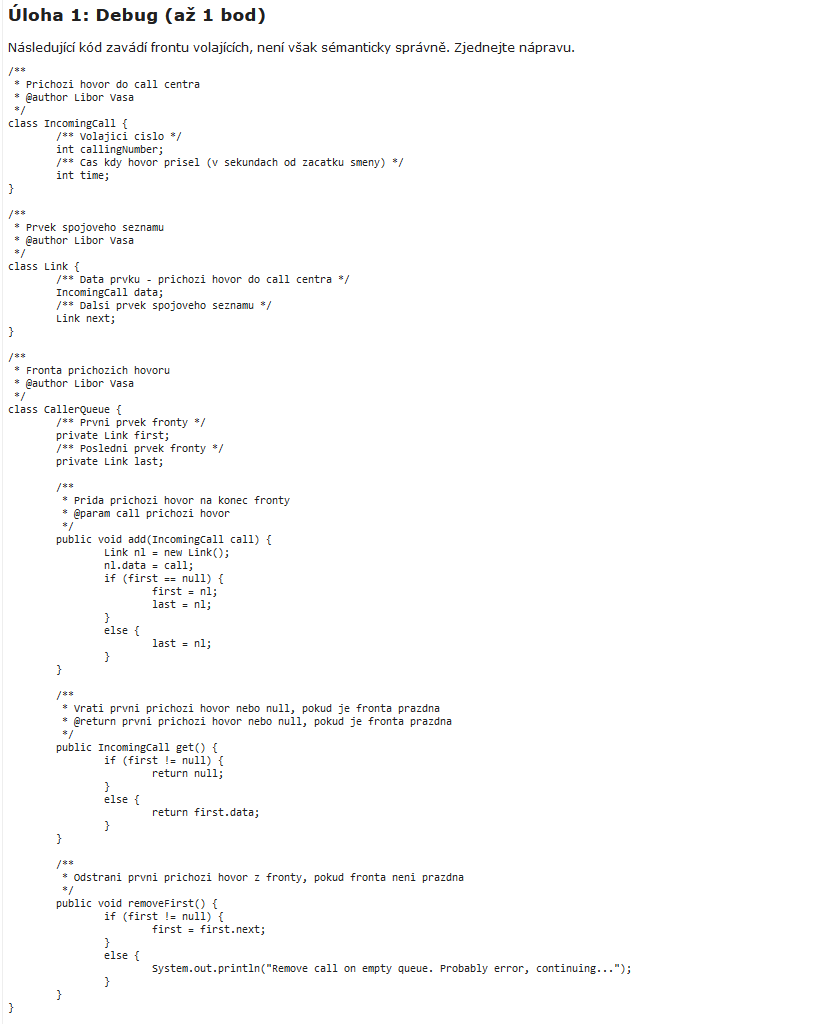 Úloha 1: Debug (až 1 bod)
Následující kód zavádí frontu volajících, není však sémanticky správně. Zjednejte nápravu.
/**
 * Prichozi hovor do call centra
 * @author Libor Vasa
 */
class IncomingCall {
        /** Volajici cislo */
        int callingNumber;
        /** Cas kdy hovor prisel (v sekundach od zacatku smeny) */
        int time;
}

/**
 * Prvek spojoveho seznamu
 * @author Libor Vasa
 */
class Link {
        /** Data prvku - prichozi hovor do call centra */
        IncomingCall data;
        /** Dalsi prvek spojoveho seznamu */
        Link next;
}

/**
 * Fronta prichozich hovoru
 * @author Libor Vasa
 */
class CallerQueue {
        /** Prvni prvek fronty */
        private Link first;
        /** Posledni prvek fronty */
        private Link last;

        /**
         * Prida prichozi hovor na konec fronty
         * @param call prichozi hovor
         */
        public void add(IncomingCall call) {
                Link nl = new Link();
                nl.data = call;
                if (first == null) {
                        first = nl;
                        last = nl;
                }
                else {
                        last = nl;
                }
        }

        /**
         * Vrati prvni prichozi hovor nebo null, pokud je fronta prazdna
         * @return prvni prichozi hovor nebo null, pokud je fronta prazdna
         */
        public IncomingCall get() {
                if (first != null) {
                        return null;
                }
                else {
                        return first.data;
                }
        }

        /**
         * Odstrani prvni prichozi hovor z fronty, pokud fronta neni prazdna
         */
        public void removeFirst() {
                if (first != null) {
                        first = first.next;
                }
                else {
                        System.out.println("Remove call on empty queue. Probably error, continuing...");
                }
        }
}